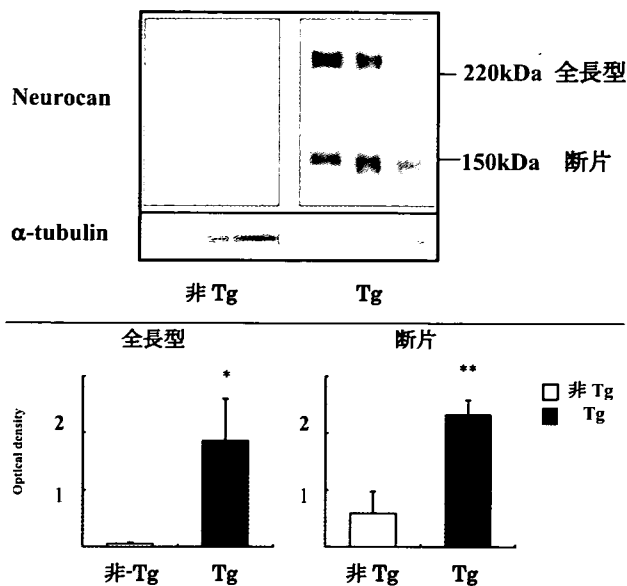 220kDa 全長型
Neurocan
150kDa 断片
α-tubulin
非 Tg Tg
全長型 断片
* **
非 Tg
Tg
Optical density
2 2
1 1
非-Tg Tg 非 Tg Tg